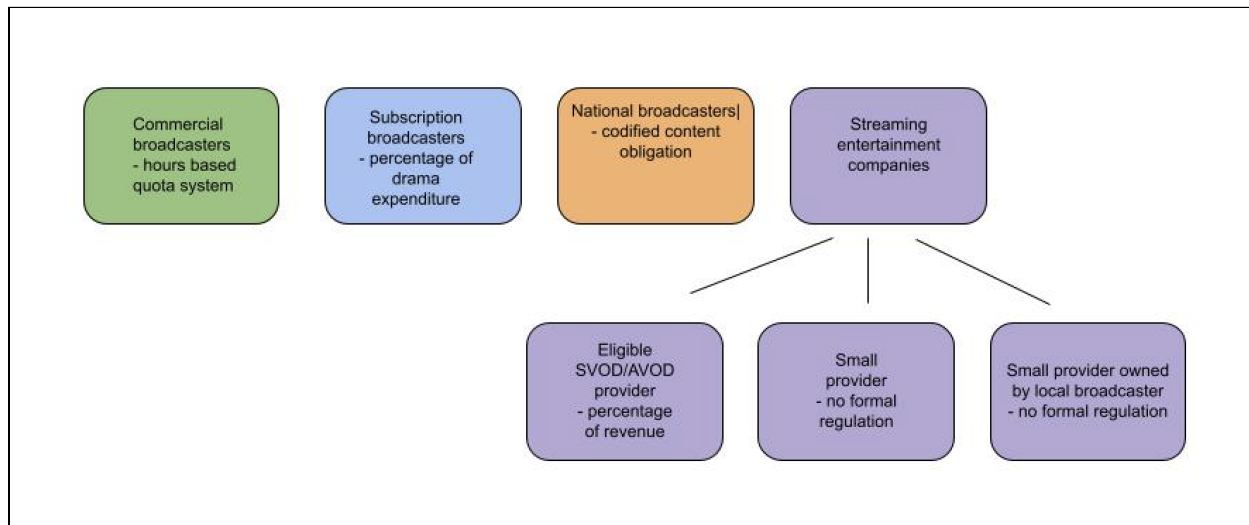 Commercial
broadcasters
- hours based
quota system
Subscription
broadcasters
- percentage of
drama
expenditure
National broadcasters|
- codified content
obligation
Streaming
entertainment
companies
Eligible
SVOD/AVOD
provider
- percentage
of revenue
Small
provider
- no formal
regulation
Small provider owned
by local broadcaster
- no formal regulation